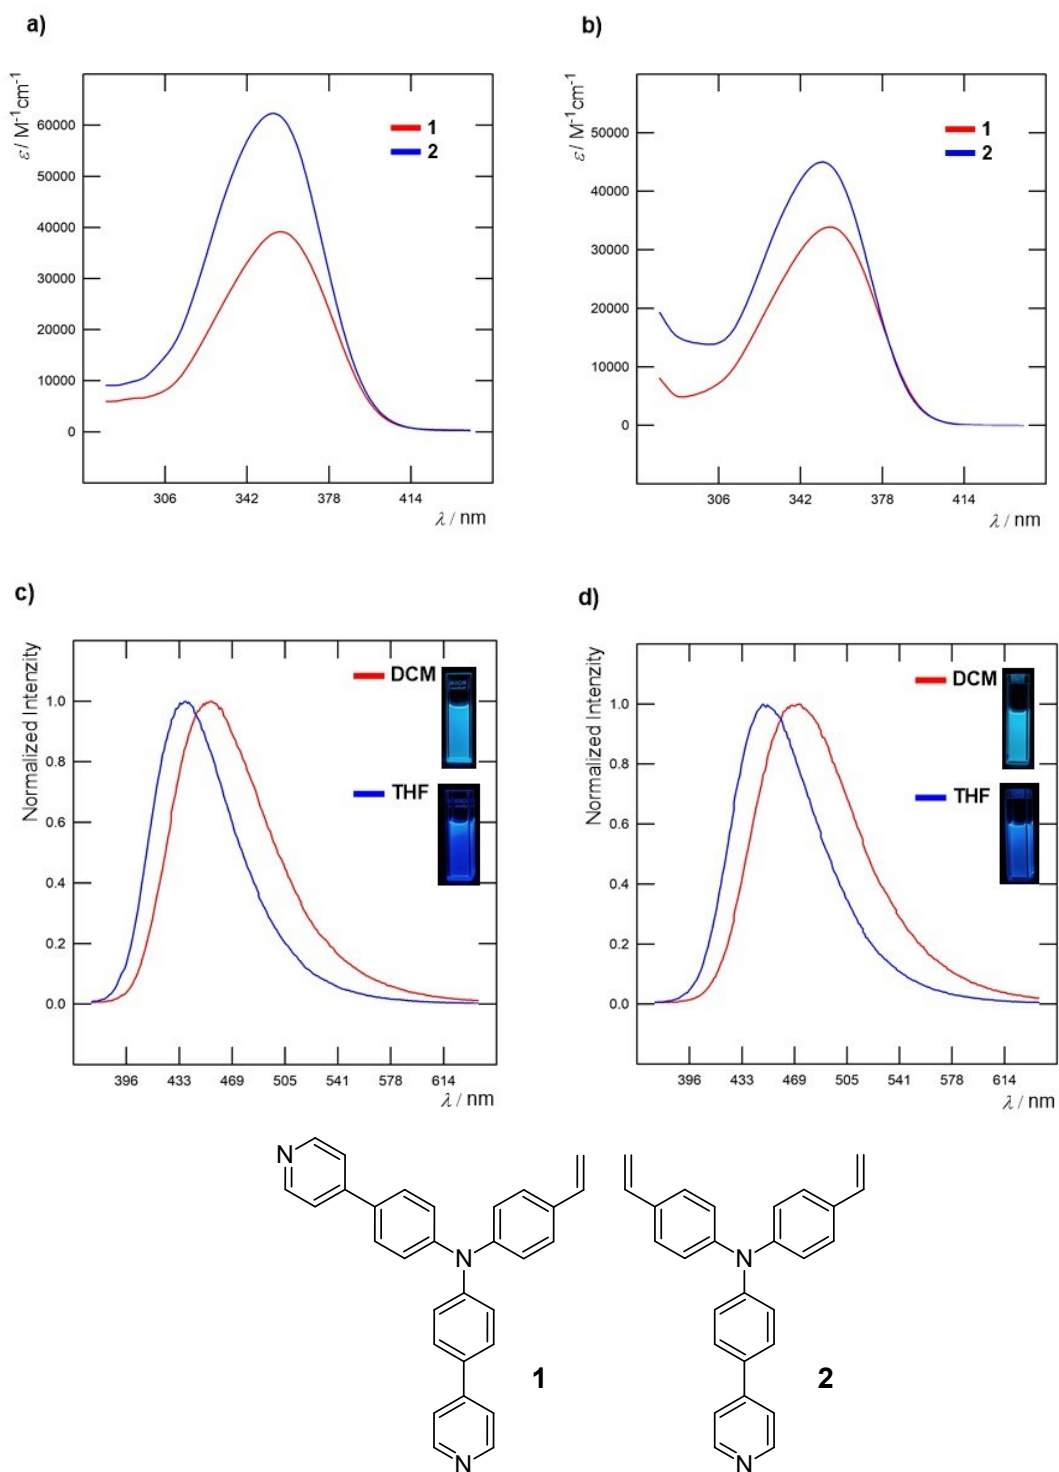 a)
ε / M-1cm-1
60000
50000
40000
30000
20000
10000
0
1
2
306 342 378 414
λ / nm
b)
ε / M-1cm-1
50000
40000
30000
20000
10000
0
1
2
306 342 378 414
λ / nm
c)
Normalized Intenzity
1.0
0.8
0.6
0.4
0.2
0.0
DCM
THF
396 433 469 505 541 578 614
λ / nm
d)
Normalized Intenzity
1.0
0.8
0.6
0.4
0.2
0.0
DCM
THF
396 433 469 505 541 578 614
λ / nm
N
N
N
1
N
N
2